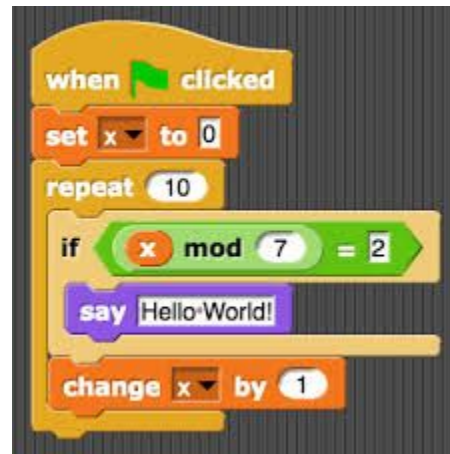 when clicked
set x to 0
repeat 10
if x mod 7 = 2
say Hello World!
change x by 1